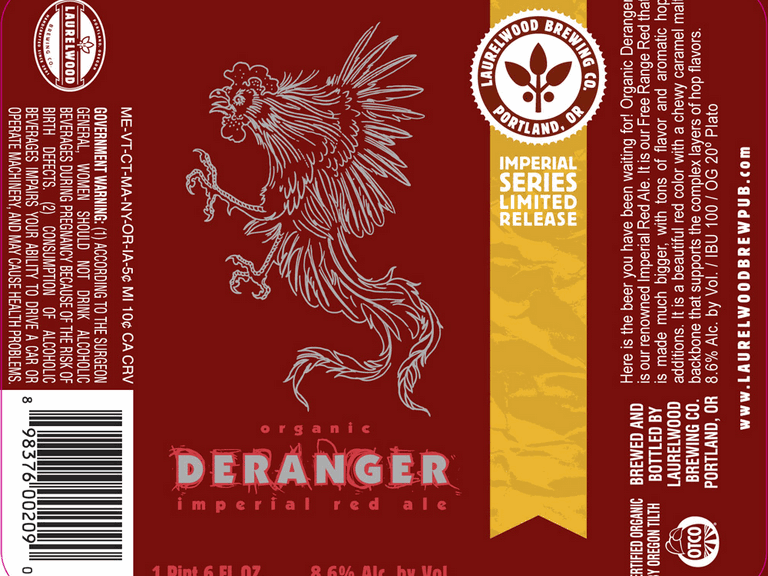 LAURELWOOD
BREWING CO.
ME-VT-CT-MA-NY-OR-IA-5¢ MI 10¢ CA CRV
GOVERNMENT WARNING: (1) ACCORDING TO THE SURGEON
GENERAL, WOMEN SHOULD NOT DRINK ALCOHOLIC
BEVERAGES DURING PREGNANCY BECAUSE OF THE RISK OF
BIRTH DEFECTS. (2) CONSUMPTION OF ALCOHOLIC
BEVERAGES IMPAIRS YOUR ABILITY TO DRIVE A CAR OR
OPERATE MACHINERY, AND MAY CAUSE HEALTH PROBLEMS.
8 98376 00209 0
organic
DERANGER
imperial red ale
1 Pint 6 Fl. OZ.
8.6% Alc. by Vol.
LAURELWOOD BREWING CO.
PORTLAND, OR
IMPERIAL
SERIES
LIMITED
RELEASE
Here is the beer you have been waiting for! Organic Deranger
is our renowned Imperial Red Ale. It is our Free Range Red that
is made much bigger, with tons of flavor and aromatic hop
additions. It is a beautiful red color with a chewy caramel malt
backbone that supports the complex layers of hop flavors.
8.6% Alc. by Vol. / IBU 100 / OG 20º Plato
www.LAURELWOODBREWPUB.com
BREWED AND
BOTTLED BY
LAURELWOOD
BREWING CO.
PORTLAND, OR
ERTIFIED ORGANIC
Y OREGON TILTH
OTCO